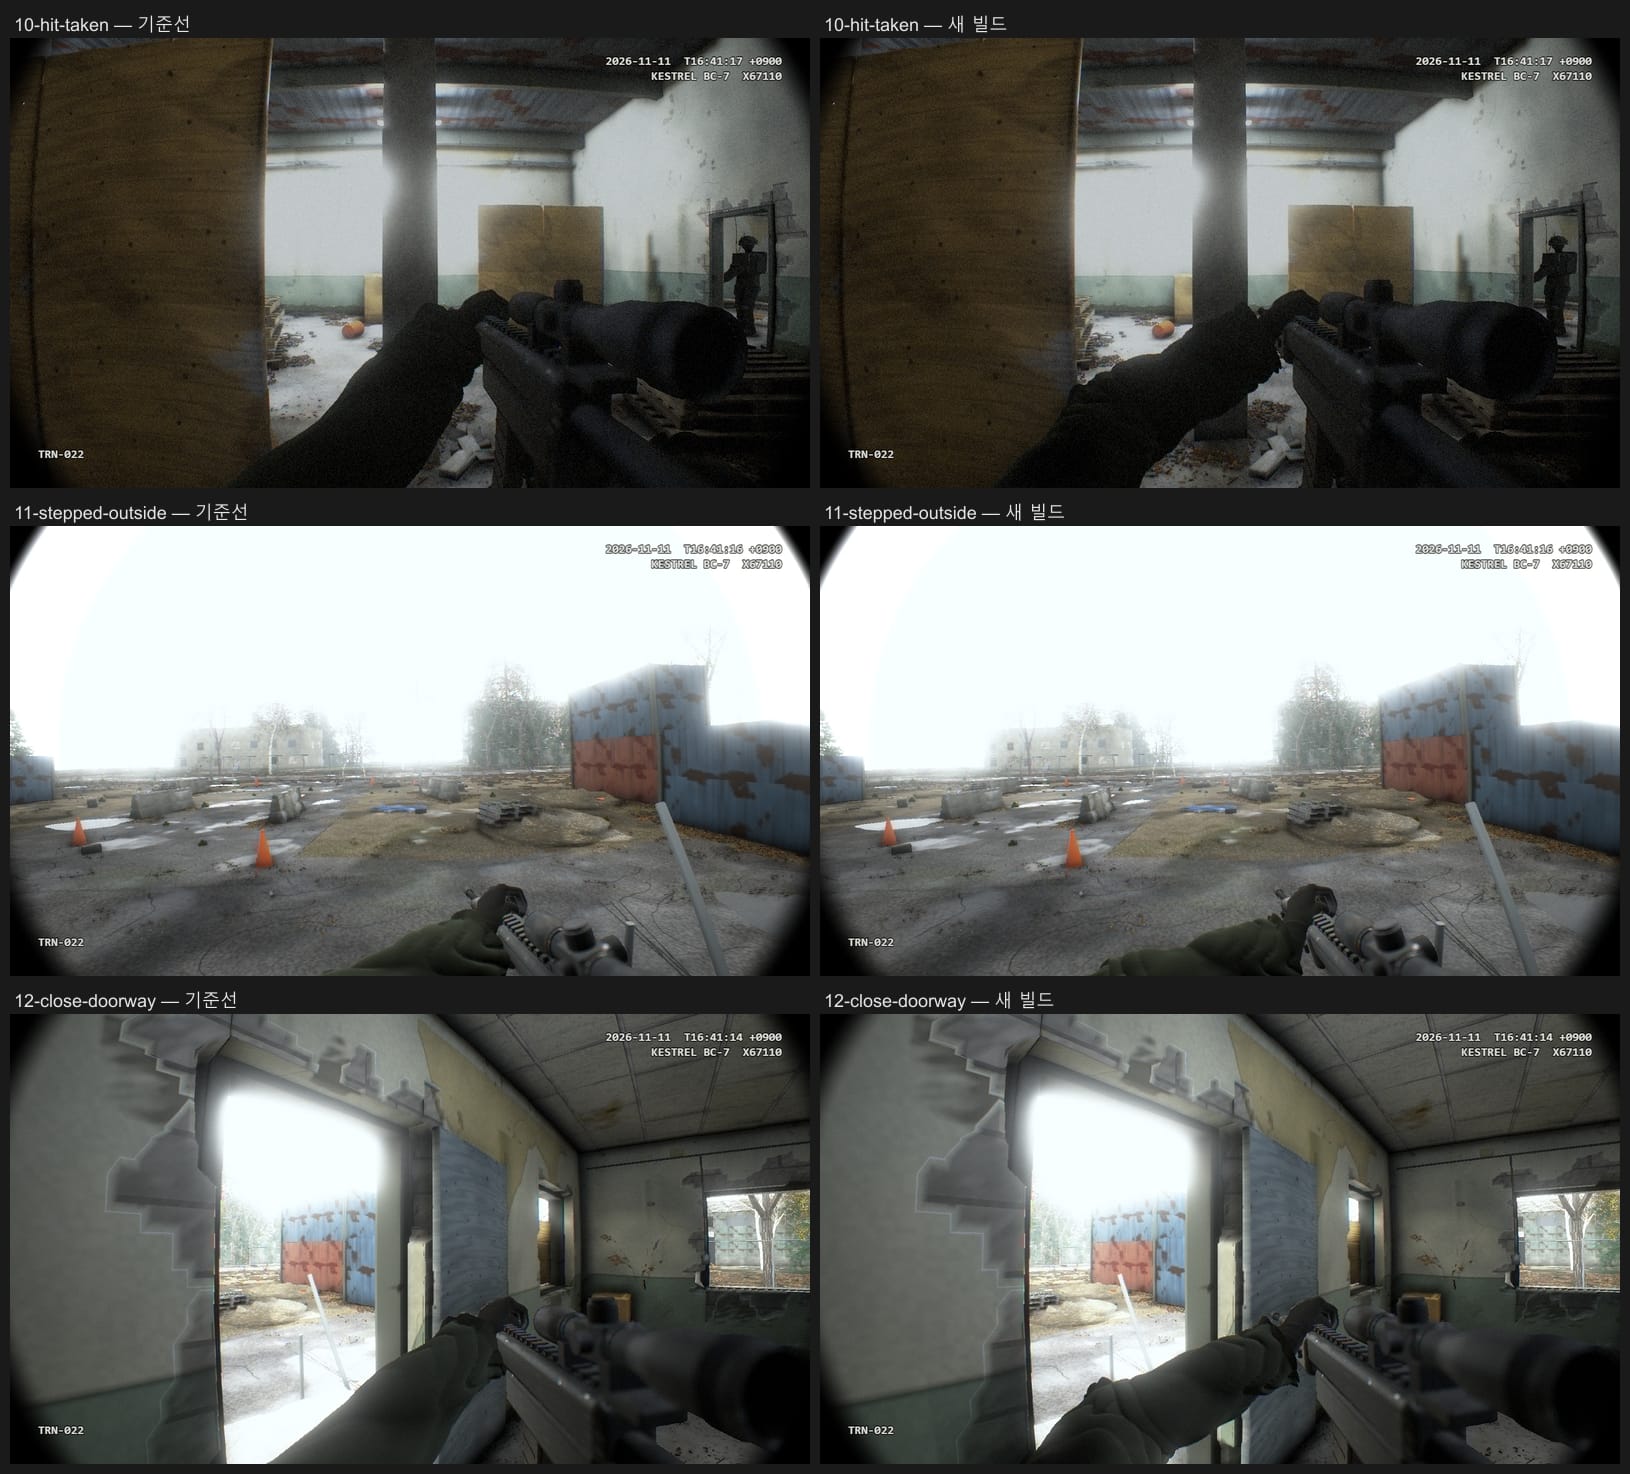 10-hit-taken — 기준선
10-hit-taken — 새 빌드
2026-11-11 T16:41:17 +0900
KESTREL BC-7 X67110
2026-11-11 T16:41:17 +0900
KESTREL BC-7 X67110
TRN-022
TRN-022
11-stepped-outside — 기준선
11-stepped-outside — 새 빌드
2026-11-11 T16:41:16 +0900
KESTREL BC-7 X67110
2026-11-11 T16:41:16 +0900
KESTREL BC-7 X67110
TRN-022
TRN-022
12-close-doorway — 기준선
12-close-doorway — 새 빌드
2026-11-11 T16:41:14 +0900
KESTREL BC-7 X67110
2026-11-11 T16:41:14 +0900
KESTREL BC-7 X67110
TRN-022
TRN-022